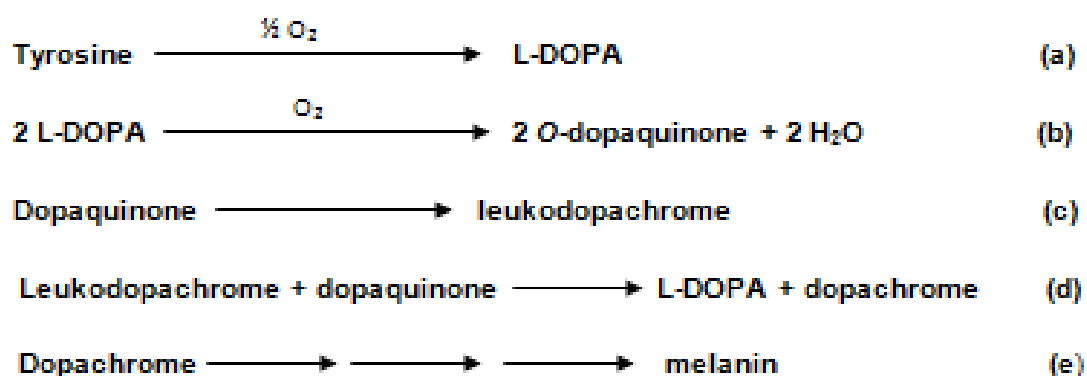 ½ O₂
Tyrosine L-DOPA (a)
O₂
2 L-DOPA 2 O-dopaquinone + 2 H₂O (b)
Dopaquinone leukodopachrome (c)
Leukodopachrome + dopaquinone L-DOPA + dopachrome (d)
Dopachrome melanin (e)